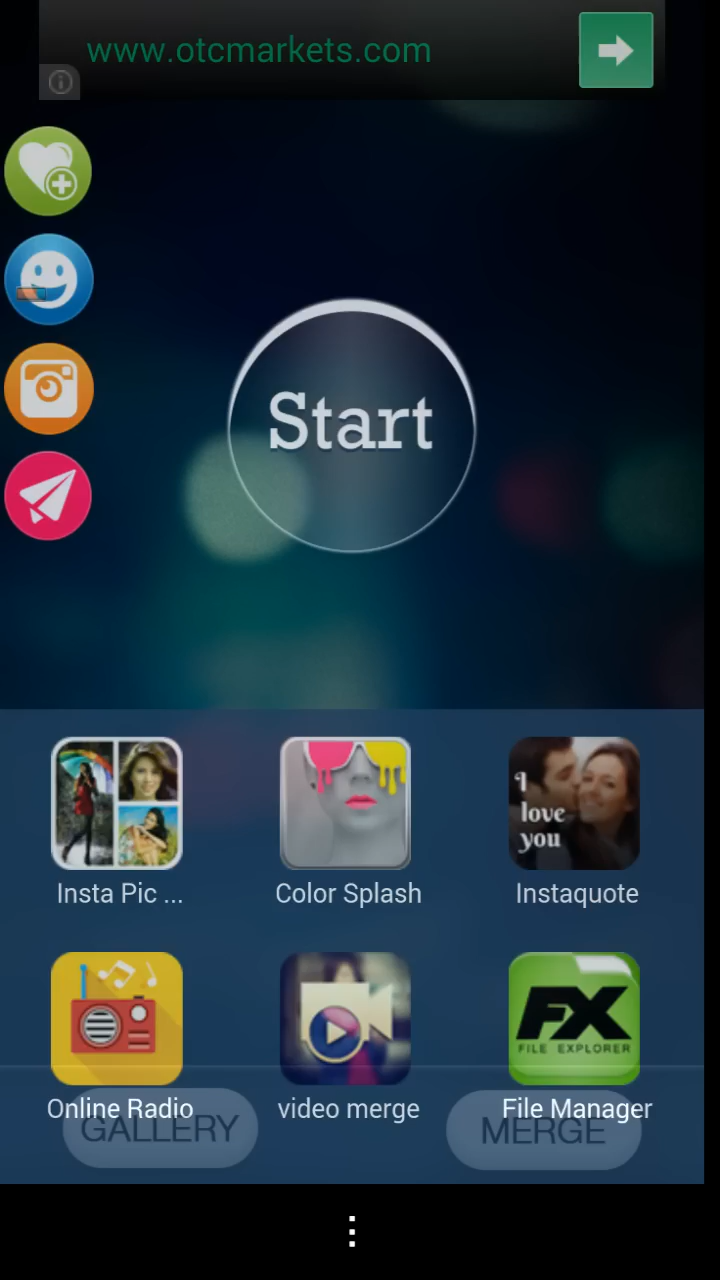 www.otcmarkets.com
Start
I
love
you
Insta Pic ...
Color Splash
Instaquote
FX
FILE EXPLORER
Online Radio
video merge
File Manager
GALLERY
MERGE